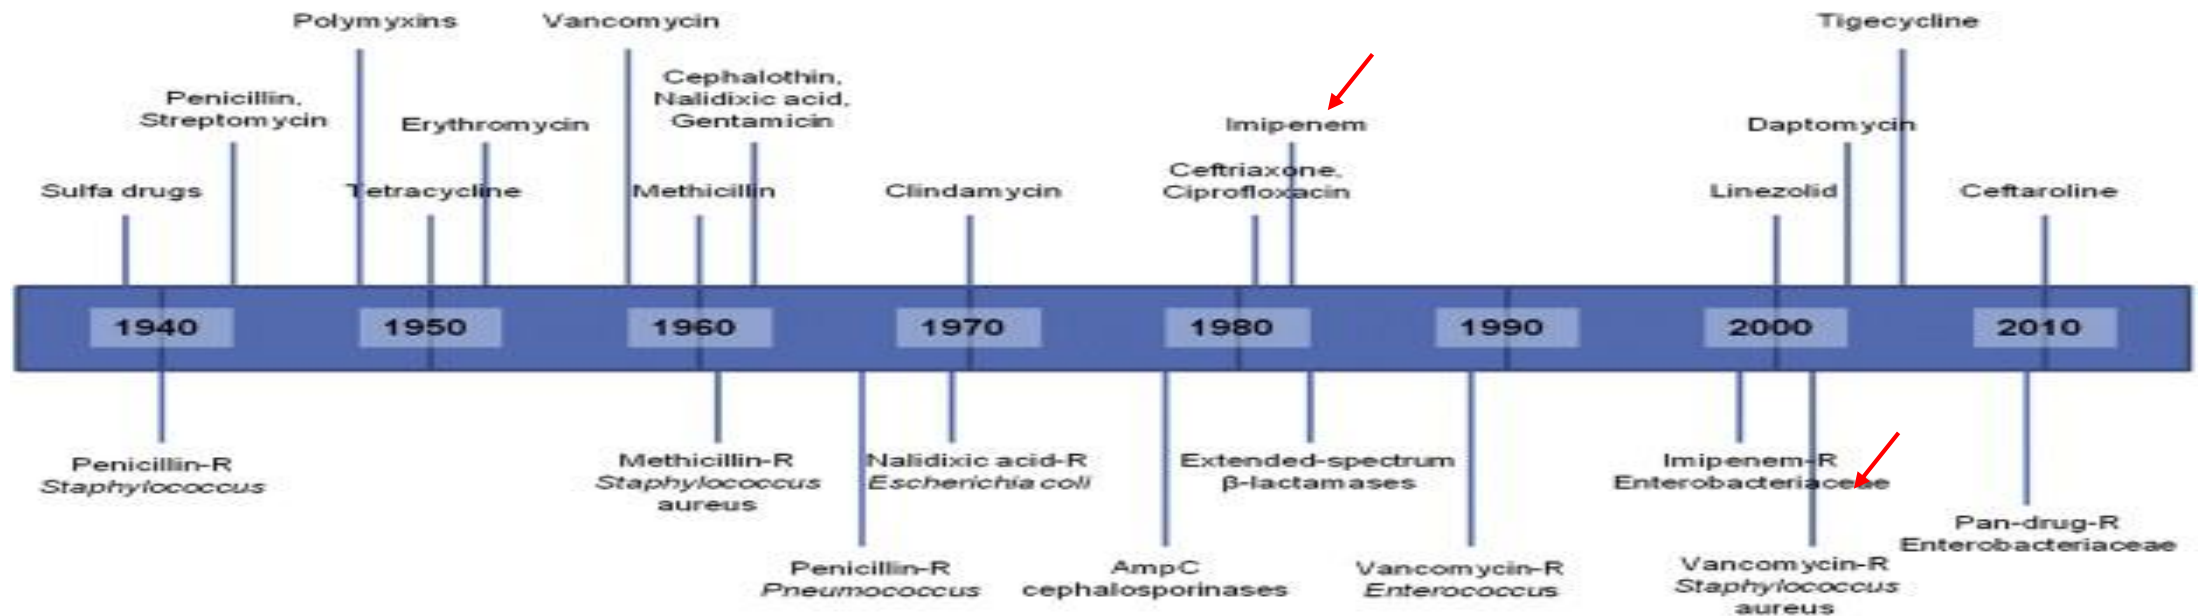 Polymyxins
Vancomycin
Tigecycline
Penicillin,
Streptomycin
Erythromycin
Cephalothin,
Nalidixic acid,
Gentamicin
Imipenem
Daptomycin
Sulfa drugs
Tetracycline
Methicillin
Clindamycin
Ceftriaxone,
Ciprofloxacin
Linezolid
Ceftaroline
1940
1950
1960
1970
1980
1990
2000
2010
Penicillin-R
Staphylococcus
Methicillin-R
Staphylococcus
aureus
Nalidixic acid-R
Escherichia coli
Extended-spectrum
β-lactamases
Imipenem-R
Enterobacteriaceae
Pan-drug-R
Enterobacteriaceae
Penicillin-R
Pneumococcus
AmpC
cephalosporinases
Vancomycin-R
Enterococcus
Vancomycin-R
Staphylococcus
aureus